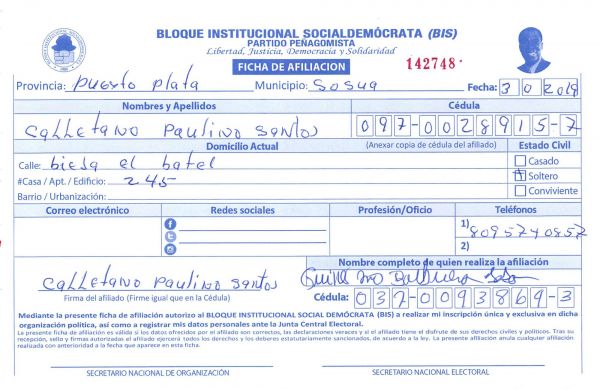 BLOQUE INSTITUCIONAL SOCIALDEMÓCRATA (BIS)
PARTIDO PEÑAGOMISTA
Libertad, Justicia, Democracia y Solidaridad
FICHA DE AFILIACION
142748
Provincia: Puerto Plata Municipio: Sosua Fecha: 3 0 2019
Nombres y Apellidos Cédula
Calletano Paulino Santos 097-0028915-7
Domicilio Actual (Anexar copia de cédula del afiliado) Estado Civil
Calle: biesa el batel Casado
#Casa / Apt. / Edificio: 245 Soltero
Barrio / Urbanización: Conviviente
Correo electrónico Redes sociales Profesión/Oficio Teléfonos
1) 8095740857
2)
Nombre completo de quien realiza la afiliación
Calletano Paulino Santos
Firma del afiliado (Firme igual que en la Cédula) Cédula: 037-0093869-3
Mediante la presente ficha de afiliación autorizo al BLOQUE INSTITUCIONAL SOCIAL DEMÓCRATA (BIS) a realizar mi inscripción única y exclusiva en dicha
organización política, así como a registrar mis datos personales ante la Junta Central Electoral.
La presente ficha de afiliación es válida si los datos ofrecidos por el afiliado son correctos, las declaraciones veraces y si el afiliado tiene el disfrute de sus derechos civiles y políticos. Tras su
recepción, sello y firmas autorizadas el afiliado ejercerá todos los derechos y los deberes estatutariamente sancionados, de acuerdo a la ley. La presente afiliación anula cualquier afiliación
realizada con anterioridad a la fecha que aparece en esta ficha.
SECRETARIO NACIONAL DE ORGANIZACIÓN SECRETARIO NACIONAL ELECTORAL